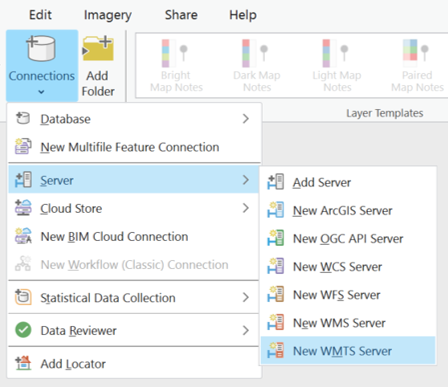 Edit Imagery Share Help
Connections
Add
Folder
Bright
Map Notes
Dark Map
Notes
Light Map
Notes
Paired
Map Notes
Layer Templates
Database
New Multifile Feature Connection
Server
Cloud Store
New BIM Cloud Connection
New Workflow (Classic) Connection
Statistical Data Collection
Data Reviewer
Add Locator
Add Server
New ArcGIS Server
New OGC API Server
New WCS Server
New WFS Server
New WMS Server
New WMTS Server